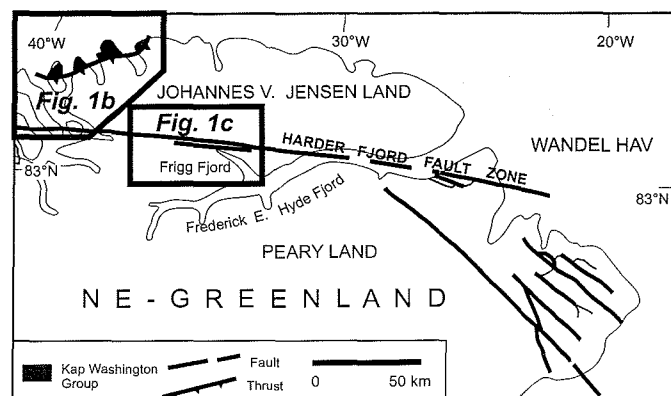 40°W
30°W
20°W
Fig. 1b
JOHANNES V. JENSEN LAND
Fig. 1c
HARDER FJORD FAULT ZONE
WANDEL HAV
83°N
Frigg Fjord
83°N
Frederick E. Hyde Fjord
PEARY LAND
NE-GREENLAND
Kap Washington
Group
Fault
Thrust
0 50 km